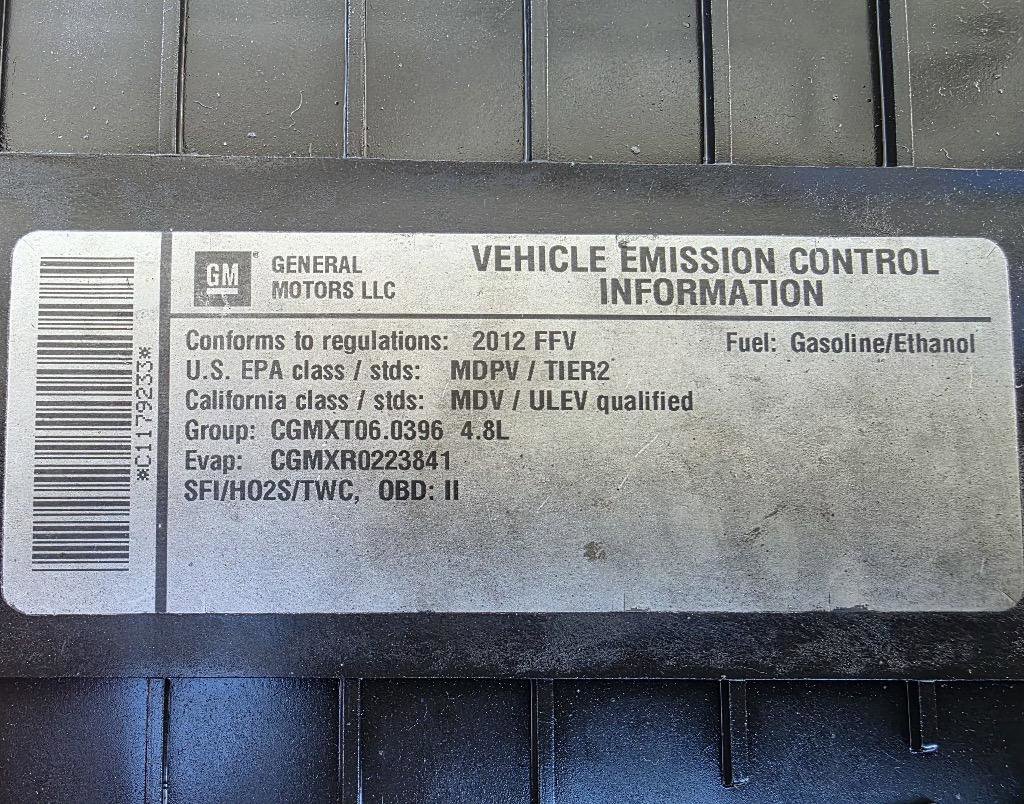 GM
GENERAL
MOTORS LLC
VEHICLE EMISSION CONTROL
INFORMATION
Conforms to regulations: 2012 FFV Fuel: Gasoline/Ethanol
U.S. EPA class / stds: MDPV / TIER2
California class / stds: MDV / ULEV qualified
Group: CGMXT06.0396 4.8L
Evap: CGMXR0223841
SFI/HO2S/TWC, OBD: II
*C1179233*